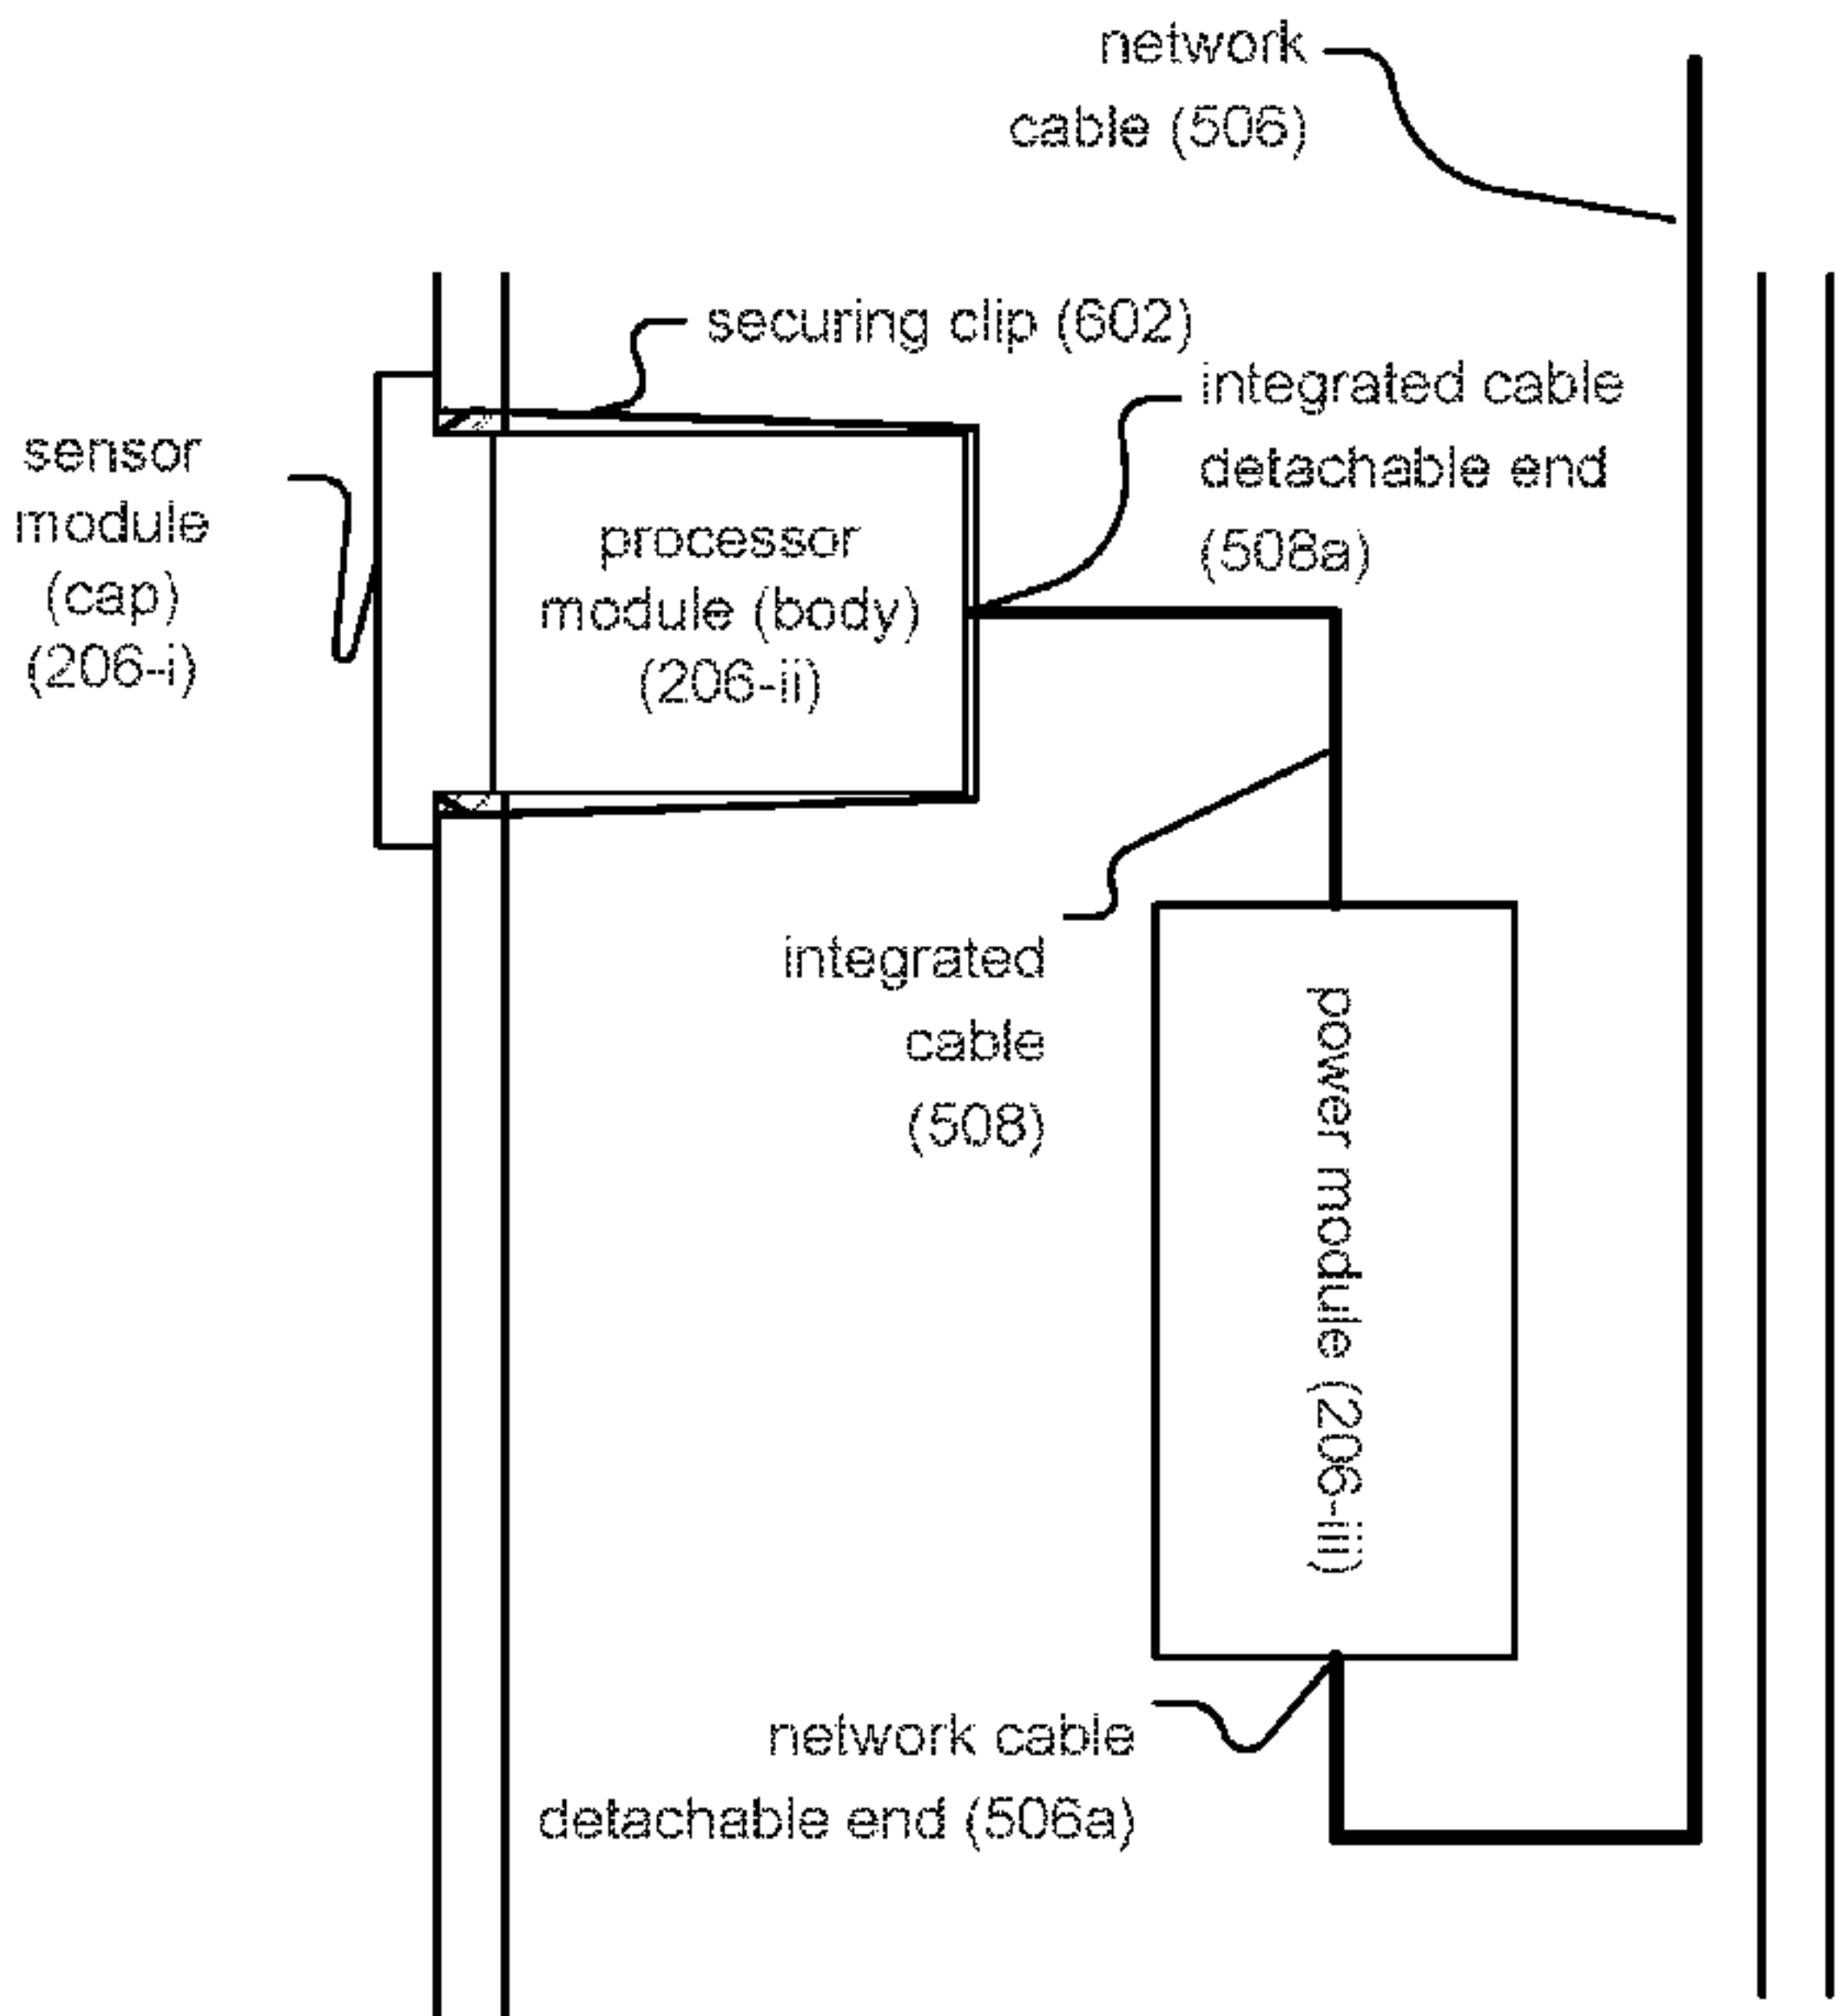 network
cable (506)
securing clip (602)
integrated cable
detachable end
(508a)
sensor
module
(cap)
(206-i)
processor
module (body)
(206-ii)
integrated
cable
(508)
power module (206-iii)
network cable
detachable end (506a)